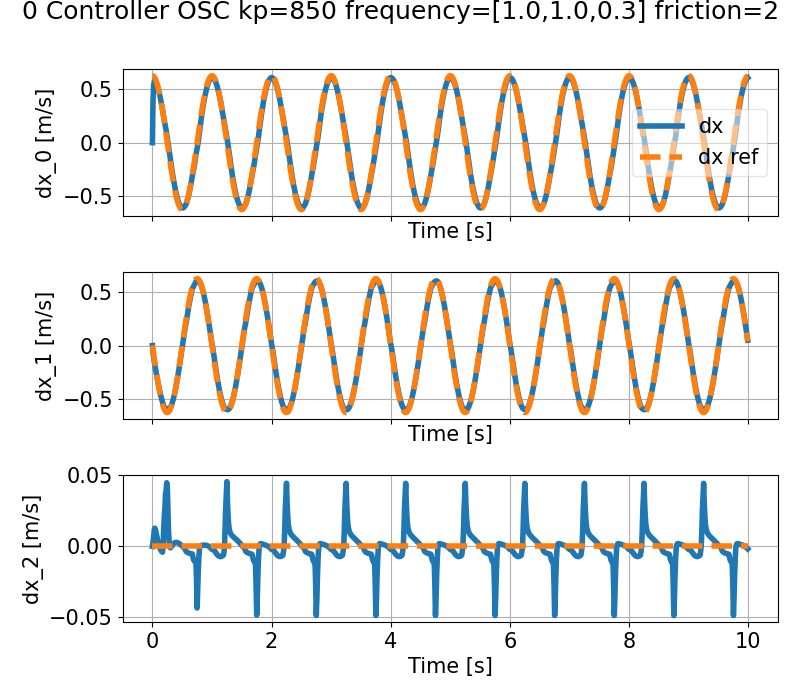 0 Controller OSC kp=850 frequency=[1.0,1.0,0.3] friction=2
dx_0 [m/s]
0.5
0.0
−0.5
dx
dx ref
Time [s]
dx_1 [m/s]
0.5
0.0
−0.5
Time [s]
dx_2 [m/s]
0.05
0.00
−0.05
0 2 4 6 8 10
Time [s]